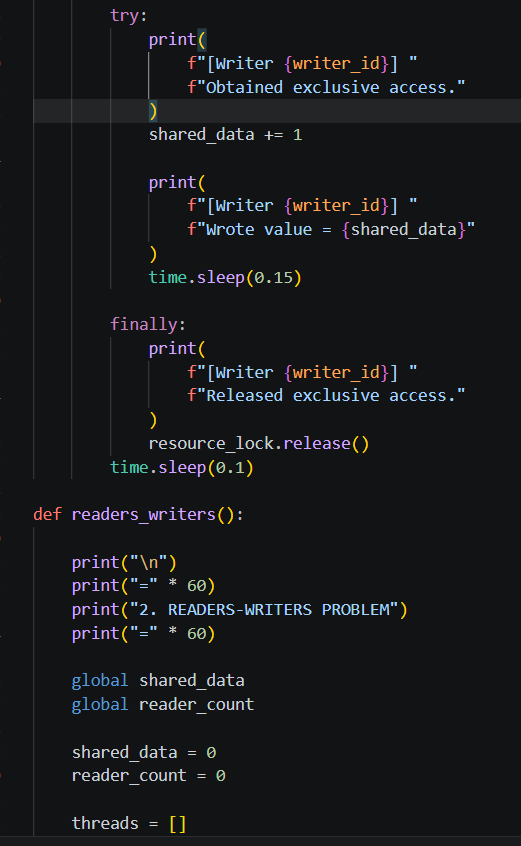 try:
print(
f"[Writer {writer_id}] "
f"Obtained exclusive access."
)
shared_data += 1
print(
f"[Writer {writer_id}] "
f"Wrote value = {shared_data}"
)
time.sleep(0.15)
finally:
print(
f"[Writer {writer_id}] "
f"Released exclusive access."
)
resource_lock.release()
time.sleep(0.1)
def readers_writers():
print("\n")
print("=" * 60)
print("2. READERS-WRITERS PROBLEM")
print("=" * 60)
global shared_data
global reader_count
shared_data = 0
reader_count = 0
threads = []